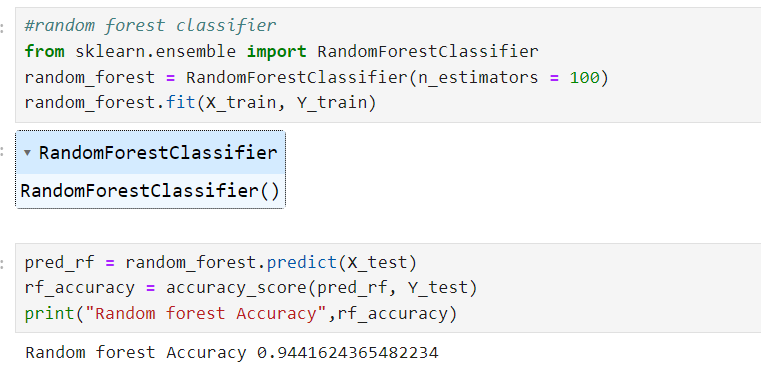 #random forest classifier
from sklearn.ensemble import RandomForestClassifier
random_forest = RandomForestClassifier(n_estimators = 100)
random_forest.fit(X_train, Y_train)
▾ RandomForestClassifier
RandomForestClassifier()
pred_rf = random_forest.predict(X_test)
rf_accuracy = accuracy_score(pred_rf, Y_test)
print("Random forest Accuracy",rf_accuracy)
Random forest Accuracy 0.9441624365482234